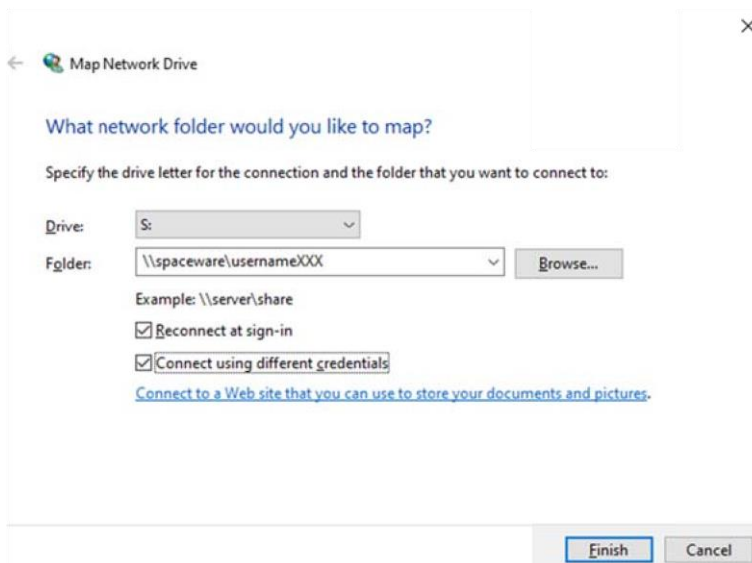 Map Network Drive
What network folder would you like to map?
Specify the drive letter for the connection and the folder that you want to connect to:
Drive: S:
Folder: \\spaceware\usernameXXX Browse...
Example: \\server\share
Reconnect at sign-in
Connect using different credentials
Connect to a Web site that you can use to store your documents and pictures.
Finish Cancel